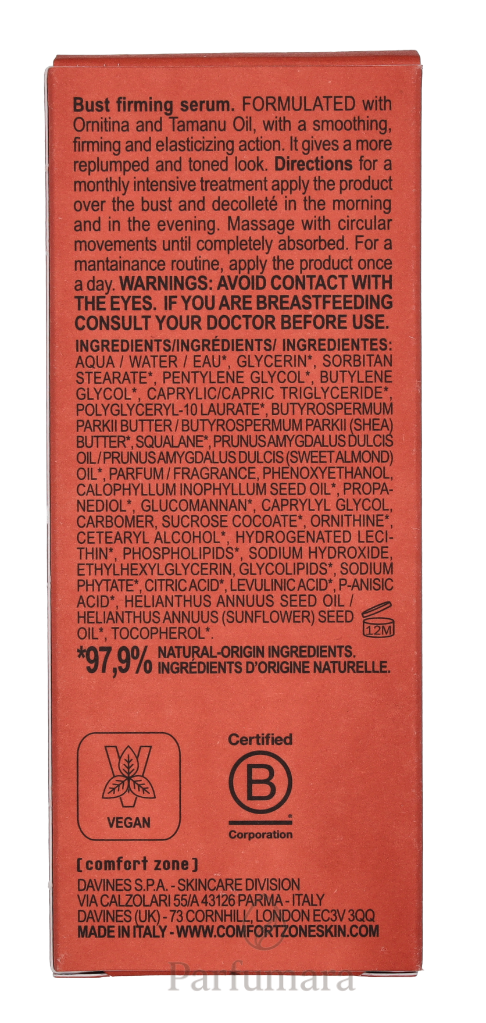 Bust firming serum. FORMULATED with
Ornitina and Tamanu Oil, with a smoothing,
firming and elasticizing action. It gives a more
replumped and toned look. Directions for a
monthly intensive treatment apply the product
over the bust and decolleté in the morning
and in the evening. Massage with circular
movements until completely absorbed. For a
mantainance routine, apply the product once
a day. WARNINGS: AVOID CONTACT WITH
THE EYES. IF YOU ARE BREASTFEEDING
CONSULT YOUR DOCTOR BEFORE USE.
INGREDIENTS/INGRÉDIENTS/ INGREDIENTES:
AQUA / WATER / EAU*, GLYCERIN*, SORBITAN
STEARATE*, PENTYLENE GLYCOL*, BUTYLENE
GLYCOL*, CAPRYLIC/CAPRIC TRIGLYCERIDE*,
POLYGLYCERYL-10 LAURATE*, BUTYROSPERMUM
PARKII BUTTER / BUTYROSPERMUM PARKII (SHEA)
BUTTER*, SQUALANE*, PRUNUS AMYGDALUS DULCIS
OIL / PRUNUS AMYGDALUS DULCIS (SWEET ALMOND)
OIL*, PARFUM / FRAGRANCE, PHENOXYETHANOL,
CALOPHYLLUM INOPHYLLUM SEED OIL*, PROPA-
NEDIOL*, GLUCOMANNAN*, CAPRYLYL GLYCOL,
CARBOMER, SUCROSE COCOATE*, ORNITHINE*,
CETEARYL ALCOHOL*, HYDROGENATED LECI-
THIN*, PHOSPHOLIPIDS*, SODIUM HYDROXIDE,
ETHYLHEXYLGLYCERIN, GLYCOLIPIDS*, SODIUM
PHYTATE*, CITRIC ACID*, LEVULINIC ACID*, P-ANISIC
ACID*, HELIANTHUS ANNUUS SEED OIL /
HELIANTHUS ANNUUS (SUNFLOWER) SEED
OIL*, TOCOPHEROL*.
12M
*97,9% NATURAL-ORIGIN INGREDIENTS.
INGRÉDIENTS D'ORIGINE NATURELLE.
VEGAN
Certified
B
Corporation
[comfort zone]
DAVINES S.P.A. - SKINCARE DIVISION
VIA CALZOLARI 55/A 43126 PARMA - ITALY
DAVINES (UK) - 73 CORNHILL, LONDON EC3V 3QQ
MADE IN ITALY - WWW.COMFORTZONESKIN.COM
Parfumara